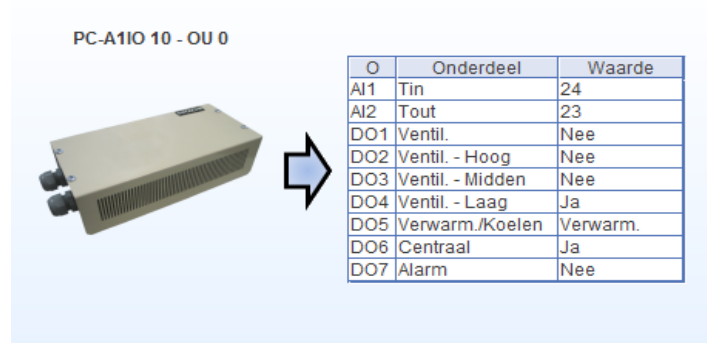 PC-A1IO 10 - OU 0
O Onderdeel Waarde
AI1 Tin 24
AI2 Tout 23
DO1 Ventil. Nee
DO2 Ventil. - Hoog Nee
DO3 Ventil. - Midden Nee
DO4 Ventil. - Laag Ja
DO5 Verwarm./Koelen Verwarm.
DO6 Centraal Ja
DO7 Alarm Nee